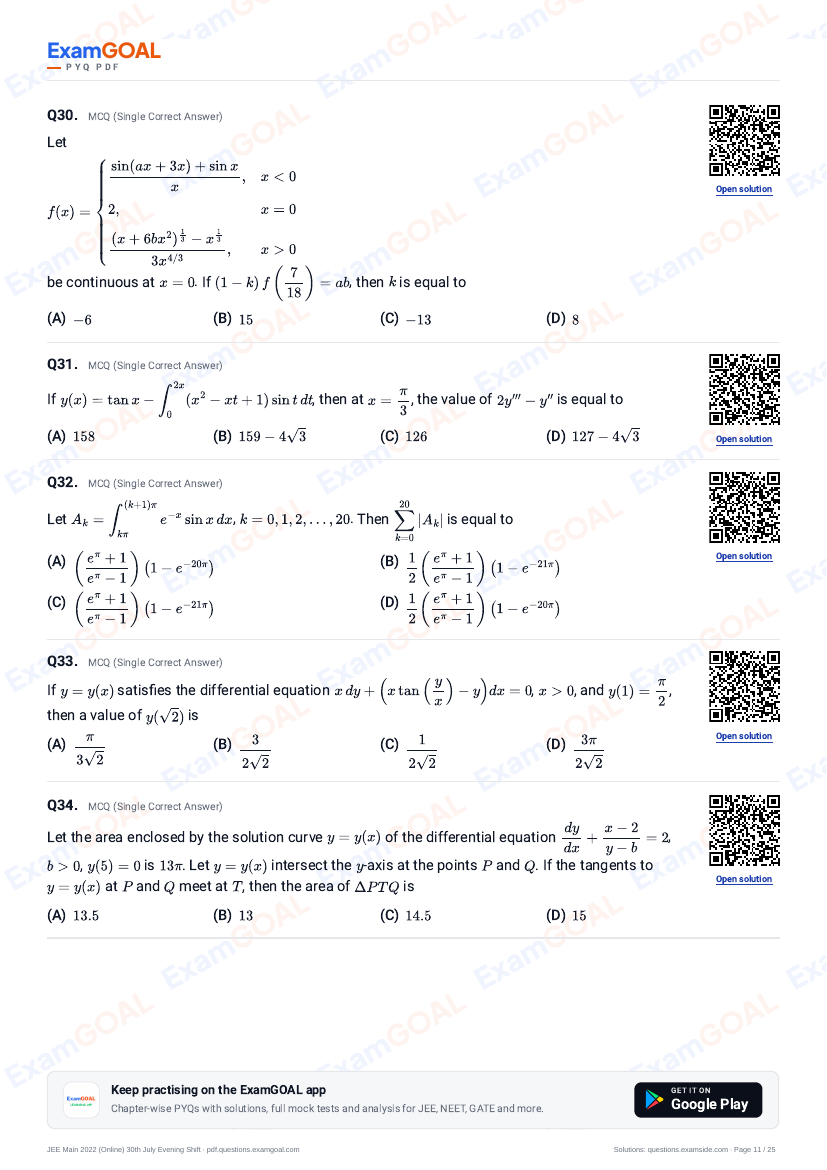 ExamGOAL
PYQ PDF
Q30. MCQ (Single Correct Answer)
Let
f(x) = { (sin(ax + 3x) + sin x)/x, x < 0
2, x = 0
((x + 6bx²)^(1/3) − x^(1/3))/(3x^(4/3)), x > 0
be continuous at x = 0. If (1 − k) f(7/18) = ab, then k is equal to
(A) −6 (B) 15 (C) −13 (D) 8
Open solution
Q31. MCQ (Single Correct Answer)
If y(x) = tan x − ∫₀^(2x) (x² − xt + 1) sin t dt, then at x = π/3, the value of 2y′′′ − y′′ is equal to
(A) 158 (B) 159 − 4√3 (C) 126 (D) 127 − 4√3
Open solution
Q32. MCQ (Single Correct Answer)
Let A_k = ∫_(kπ)^((k+1)π) e^(−x) sin x dx, k = 0, 1, 2, …, 20. Then ∑_(k=0)^(20) |A_k| is equal to
(A) ((e^π + 1)/(e^π − 1)) (1 − e^(−20π)) (B) 1/2 ((e^π + 1)/(e^π − 1)) (1 − e^(−21π))
(C) ((e^π + 1)/(e^π − 1)) (1 − e^(−21π)) (D) 1/2 ((e^π + 1)/(e^π − 1)) (1 − e^(−20π))
Open solution
Q33. MCQ (Single Correct Answer)
If y = y(x) satisfies the differential equation x dy + (x tan(y/x) − y)dx = 0, x > 0, and y(1) = π/2,
then a value of y(√2) is
(A) π/(3√2) (B) 3/(2√2) (C) 1/(2√2) (D) 3π/(2√2)
Open solution
Q34. MCQ (Single Correct Answer)
Let the area enclosed by the solution curve y = y(x) of the differential equation dy/dx + (x − 2)/(y − b) = 2,
b > 0, y(5) = 0 is 13π. Let y = y(x) intersect the y-axis at the points P and Q. If the tangents to
y = y(x) at P and Q meet at T, then the area of ΔPTQ is
(A) 13.5 (B) 13 (C) 14.5 (D) 15
Open solution
Keep practising on the ExamGOAL app
Chapter-wise PYQs with solutions, full mock tests and analysis for JEE, NEET, GATE and more.
GET IT ON
Google Play
JEE Main 2022 (Online) 30th July Evening Shift · pdf.questions.examgoal.com
Solutions: questions.examside.com · Page 11 / 25